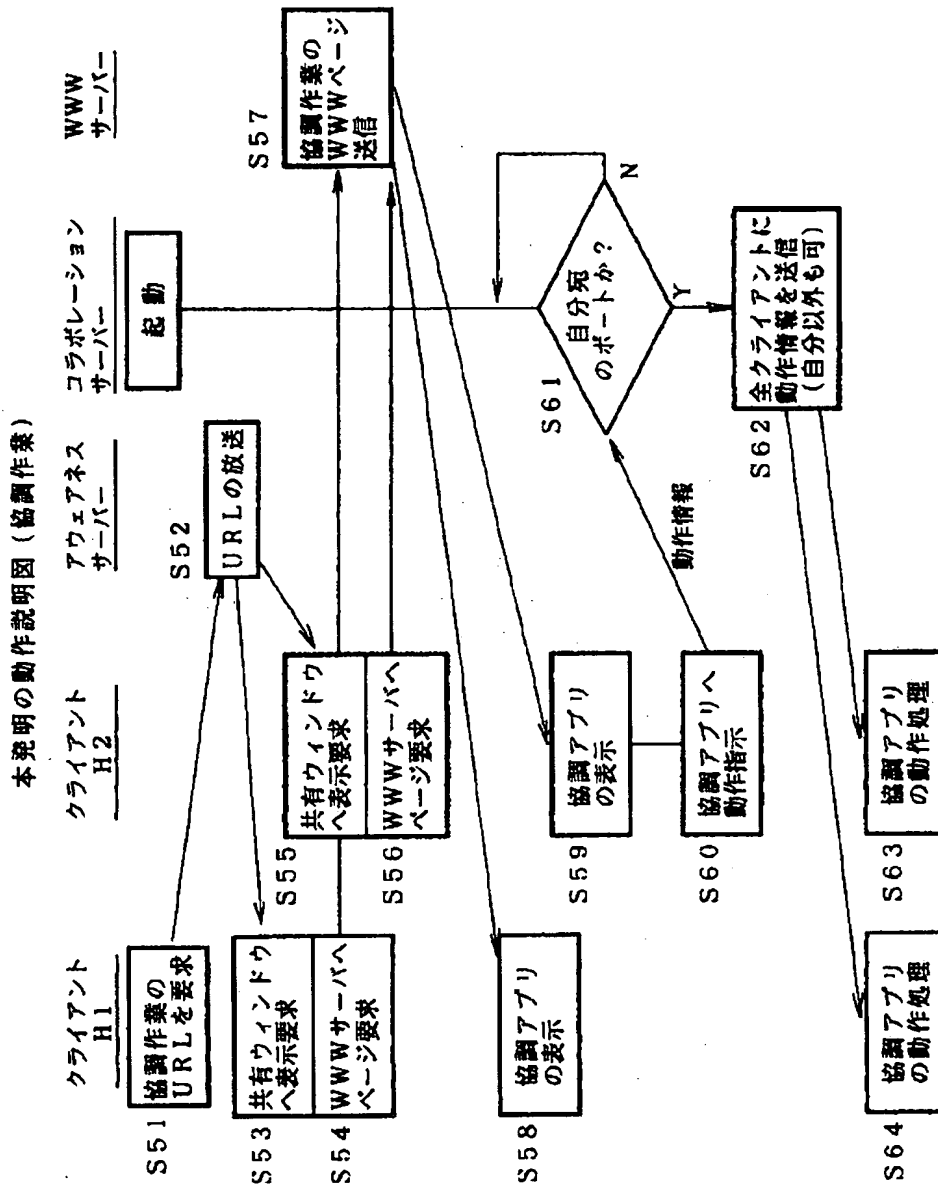 本発明の動作説明図(協調作業)
クライアント
H1
クライアント
H2
アウェアネス
サーバー
コラボレーション
サーバー
WWW
サーバー
S51
協調作業の
URLを要求
S52
URLの放送
起動
S53
共有ウィンドウ
へ表示要求
S54
WWWサーバへ
ページ要求
S55
共有ウィンドウ
へ表示要求
S56
WWWサーバへ
ページ要求
S57
協調作業の
WWWページ
送信
S58
協調アプリ
の表示
S59
協調アプリ
の表示
S60
協調アプリへ
動作指示
動作情報
S61
自分宛
のポートか?
N
Y
S62
全クライアントに
動作情報を送信
(自分以外も可)
S63
協調アプリ
の動作処理
S64
協調アプリ
の動作処理